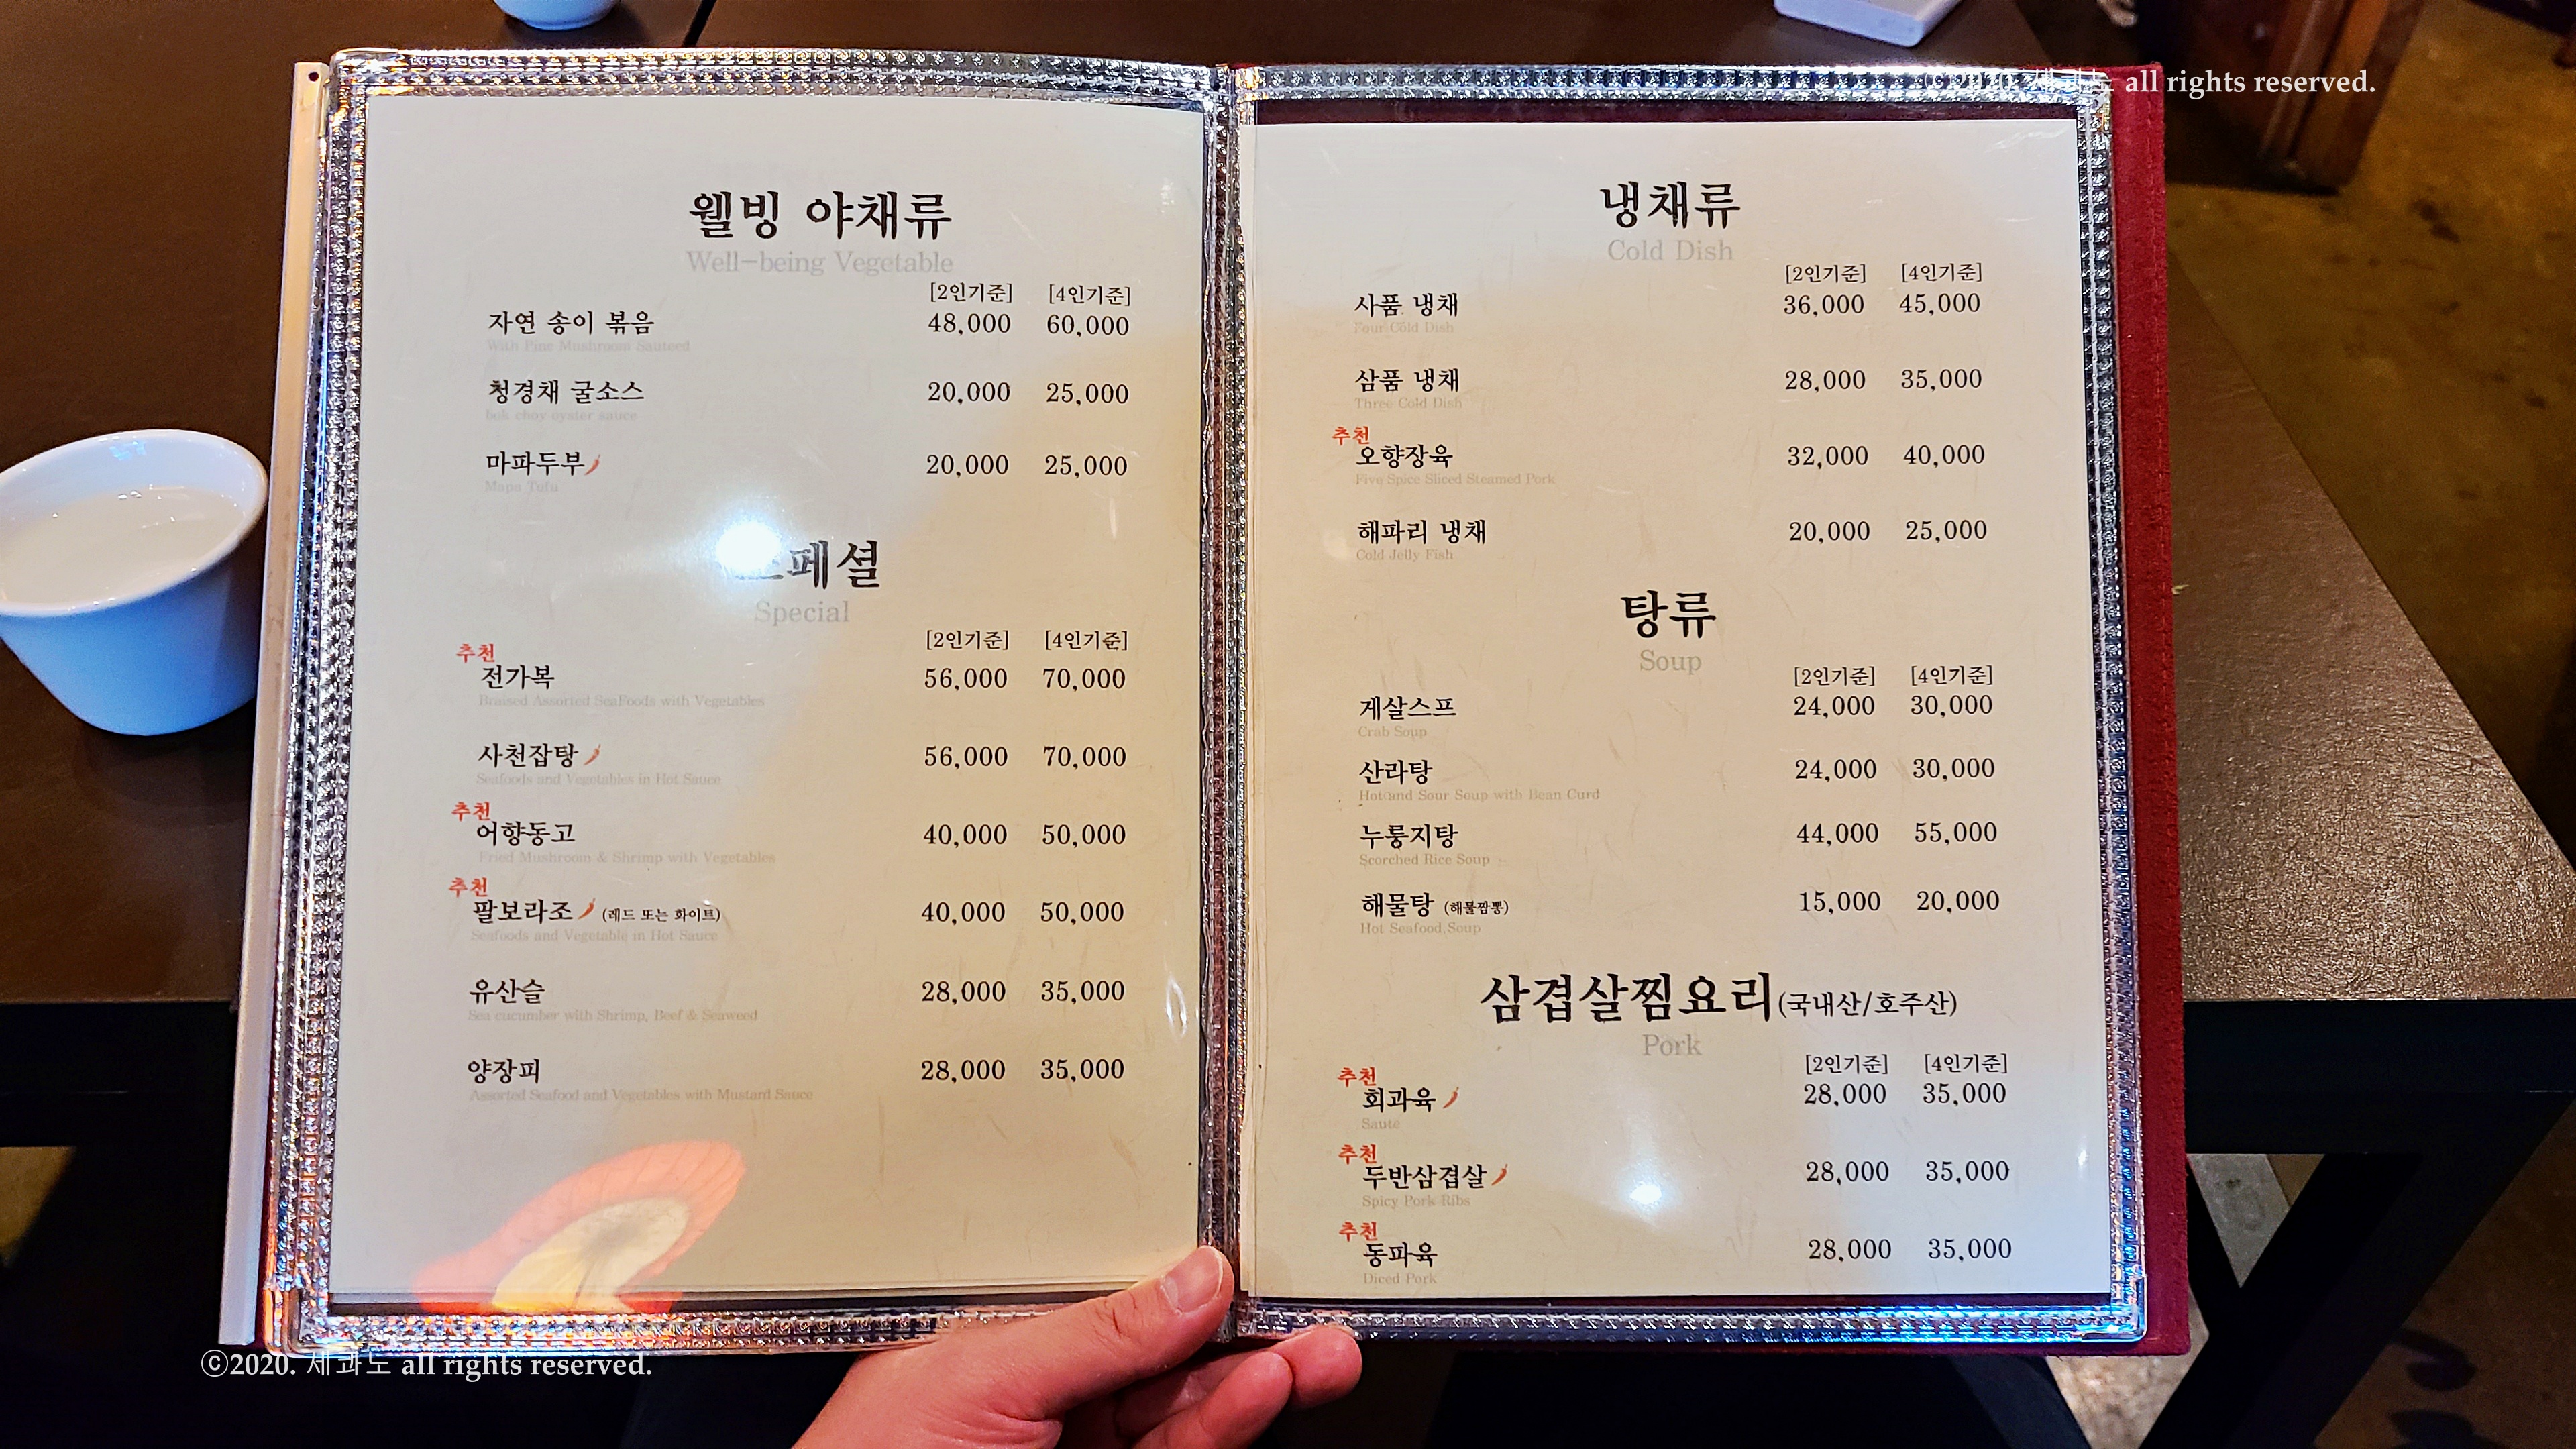 웰빙 야채류
Well-being Vegetable
[2인기준] [4인기준]
자연 송이 볶음 48,000 60,000
With Pine Mushroom Sauteed
청경채 굴소스 20,000 25,000
bok choy oyster sauce
마파두부 20,000 25,000
Mapa Tofu
페셜
Special
[2인기준] [4인기준]
추천
전가복 56,000 70,000
Braised Assorted SeaFoods with Vegetables
사천잡탕 56,000 70,000
Seafoods and Vegetables in Hot Sauce
추천
어향동고 40,000 50,000
Fried Mushroom & Shrimp with Vegetables
추천
팔보라조 (레드 또는 화이트) 40,000 50,000
Seafoods and Vegetable in Hot Sauce
유산슬 28,000 35,000
Sea cucumber with Shrimp, Beef & Seaweed
양장피 28,000 35,000
Assorted Seafood and Vegetables with Mustard Sauce
냉채류
Cold Dish
[2인기준] [4인기준]
사품 냉채 36,000 45,000
Four Cold Dish
삼품 냉채 28,000 35,000
Three Cold Dish
추천
오향장육 32,000 40,000
Five Spice Sliced Steamed Pork
해파리 냉채 20,000 25,000
Cold Jelly Fish
탕류
Soup
[2인기준] [4인기준]
게살스프 24,000 30,000
Crab Soup
산라탕 24,000 30,000
Hot and Sour Soup with Bean Curd
누룽지탕 44,000 55,000
Scorched Rice Soup
해물탕 (해물짬뽕) 15,000 20,000
Hot Seafood Soup
삼겹살찜요리(국내산/호주산)
Pork
[2인기준] [4인기준]
추천
회과육 28,000 35,000
Saute
추천
두반삼겹살 28,000 35,000
Spicy Pork Ribs
추천
동파육 28,000 35,000
Diced Pork
ⓒ2020. 제과도 all rights reserved.
ⓒ2020. 제과도 all rights reserved.